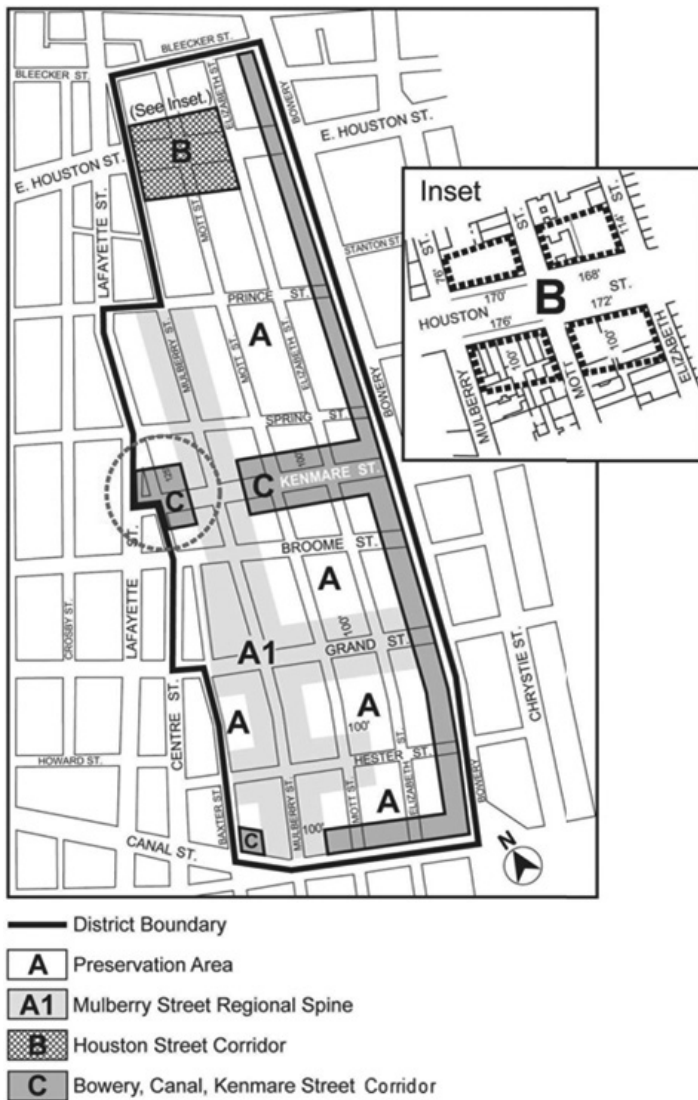 BLEECKER ST.
BLEECKER ST.
ELIZABETH ST.
BOWERY
(See Inset.)
E. HOUSTON ST.
B
E. HOUSTON ST.
MOTT ST.
LAFAYETTE ST.
STANTON ST.
PRINCE ST.
A
MULBERRY ST.
MOTT ST.
ELIZABETH ST.
BOWERY
SPRING ST.
100'
C
C
KENMARE ST.
ST.
BROOME ST.
A
CROSBY ST.
LAFAYETTE
100'
A1
GRAND ST.
CHRYSTIE ST.
CENTRE ST.
A
A
100'
HOWARD ST.
HESTER ST.
BAXTER ST.
MULBERRY ST.
MOTT ST.
ELIZABETH
ST.
BOWERY
A
100'
CANAL ST.
C
N
Inset
ST.
ST.
114'
76'
170'
168'
B
HOUSTON
ST.
172'
176'
100'
100'
MULBERRY
MOTT
ELIZABETH
District Boundary
A Preservation Area
A1 Mulberry Street Regional Spine
B Houston Street Corridor
C Bowery, Canal, Kenmare Street Corridor